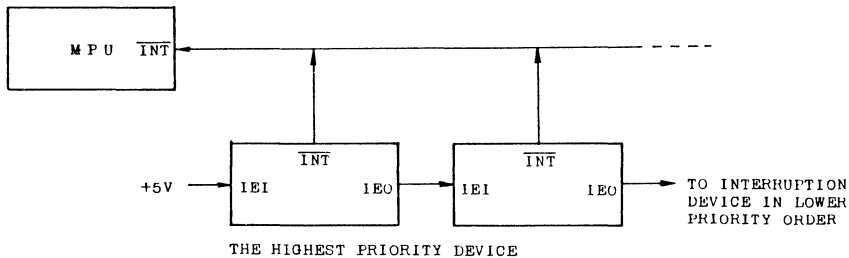 MPU INT
INT
INT
+5V IEI IEO IEI IEO TO INTERRUPTION
DEVICE IN LOWER
PRIORITY ORDER
THE HIGHEST PRIORITY DEVICE